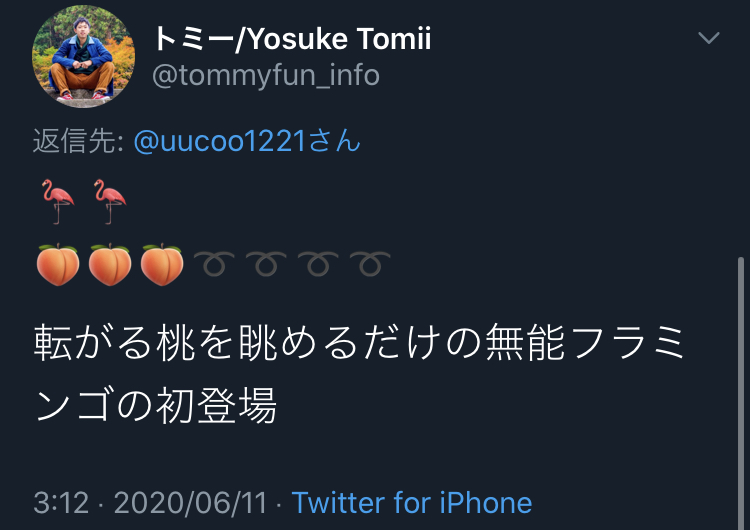 トミー/Yosuke Tomii
@tommyfun_info
返信先: @uucoo1221さん
🦩 🦩
🍑🍑🍑➰➰➰➰
転がる桃を眺めるだけの無能フラミ
ンゴの初登場
3:12 · 2020/06/11 · Twitter for iPhone